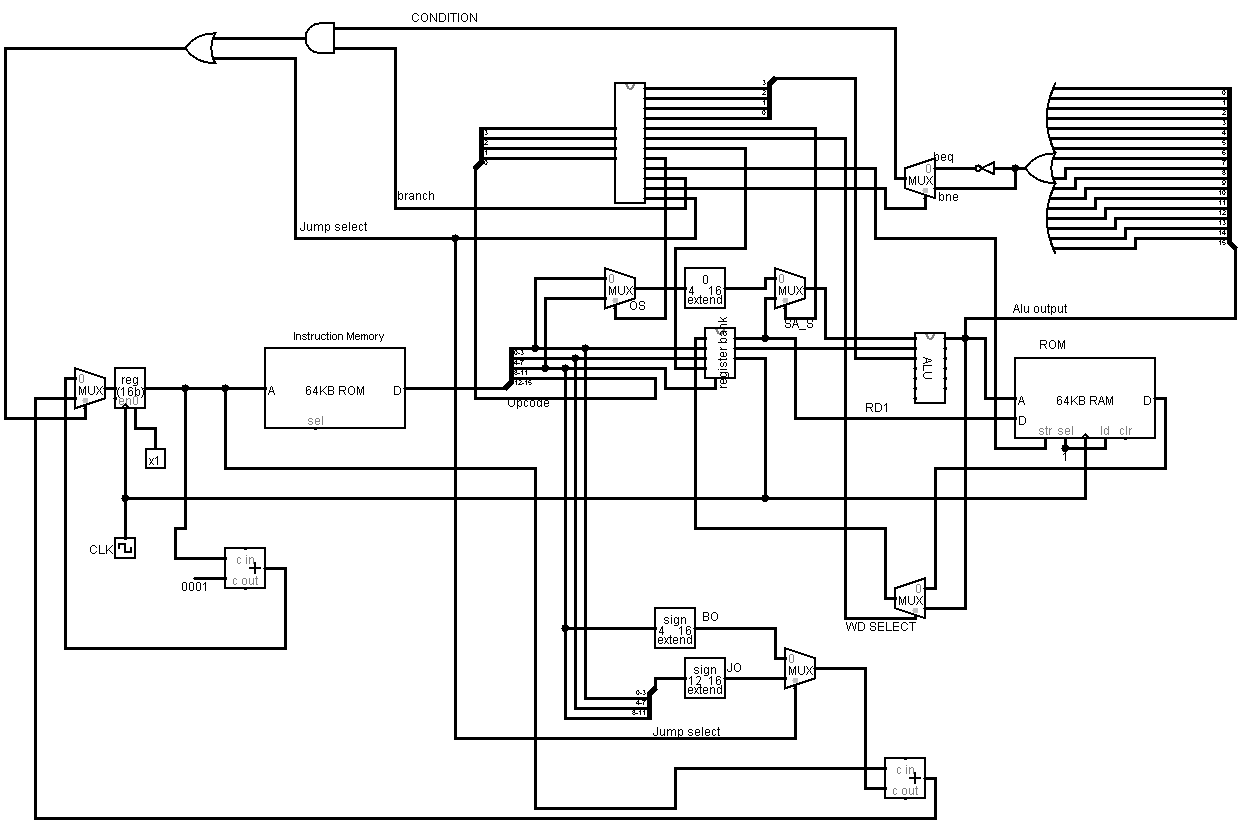 CONDITION
3
2
1
0
3
2
1
0
beq
0
MUX
bne
0
1
2
3
4
5
6
7
8
9
10
11
12
13
14
15
branch
Jump select
0
MUX
OS
0
4 16
extend
0
MUX
SA_S
Alu output
register bank
ALU
Instruction Memory
ROM
0
MUX
reg
(16b)
en0
A
64KB ROM
D
sel
0-3
4-7
8-11
12-15
Opcode
RD1
A
64KB RAM
D
D
str sel ld clr
1
x1
CLK
c in
+
c out
0001
0
MUX
WD SELECT
sign
4 16
extend
BO
sign
12 16
extend
JO
0
MUX
0-3
4-7
8-11
Jump select
c in
+
c out